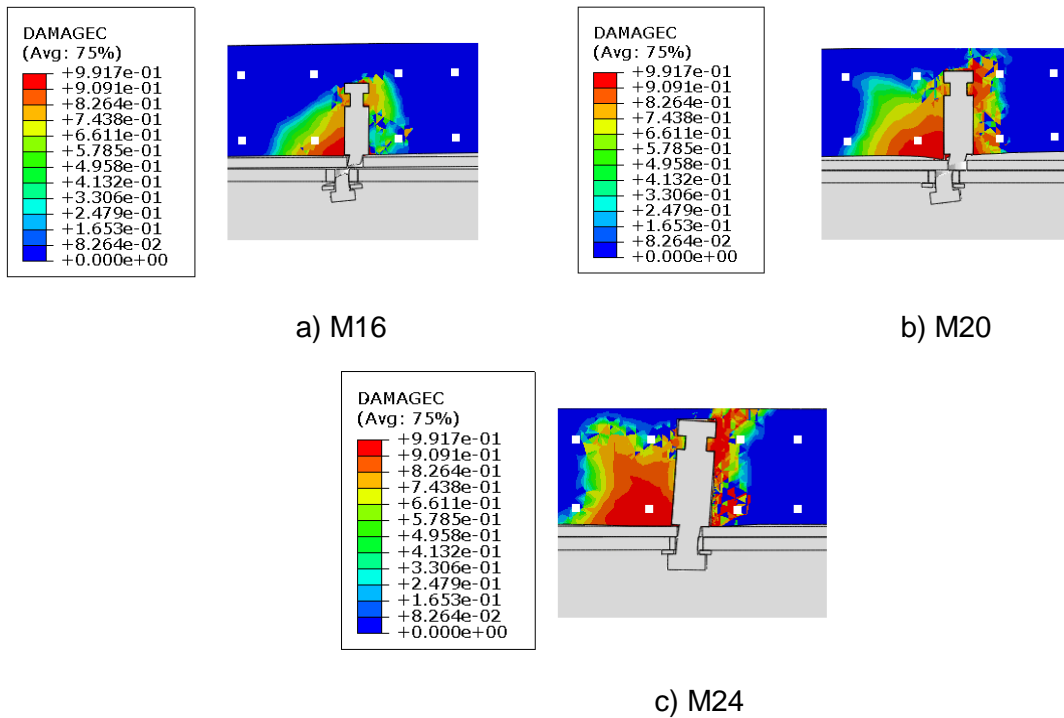 DAMAGEC
(Avg: 75%)
+9.917e-01
+9.091e-01
+8.264e-01
+7.438e-01
+6.611e-01
+5.785e-01
+4.958e-01
+4.132e-01
+3.306e-01
+2.479e-01
+1.653e-01
+8.264e-02
+0.000e+00
a) M16
DAMAGEC
(Avg: 75%)
+9.917e-01
+9.091e-01
+8.264e-01
+7.438e-01
+6.611e-01
+5.785e-01
+4.958e-01
+4.132e-01
+3.306e-01
+2.479e-01
+1.653e-01
+8.264e-02
+0.000e+00
b) M20
DAMAGEC
(Avg: 75%)
+9.917e-01
+9.091e-01
+8.264e-01
+7.438e-01
+6.611e-01
+5.785e-01
+4.958e-01
+4.132e-01
+3.306e-01
+2.479e-01
+1.653e-01
+8.264e-02
+0.000e+00
c) M24